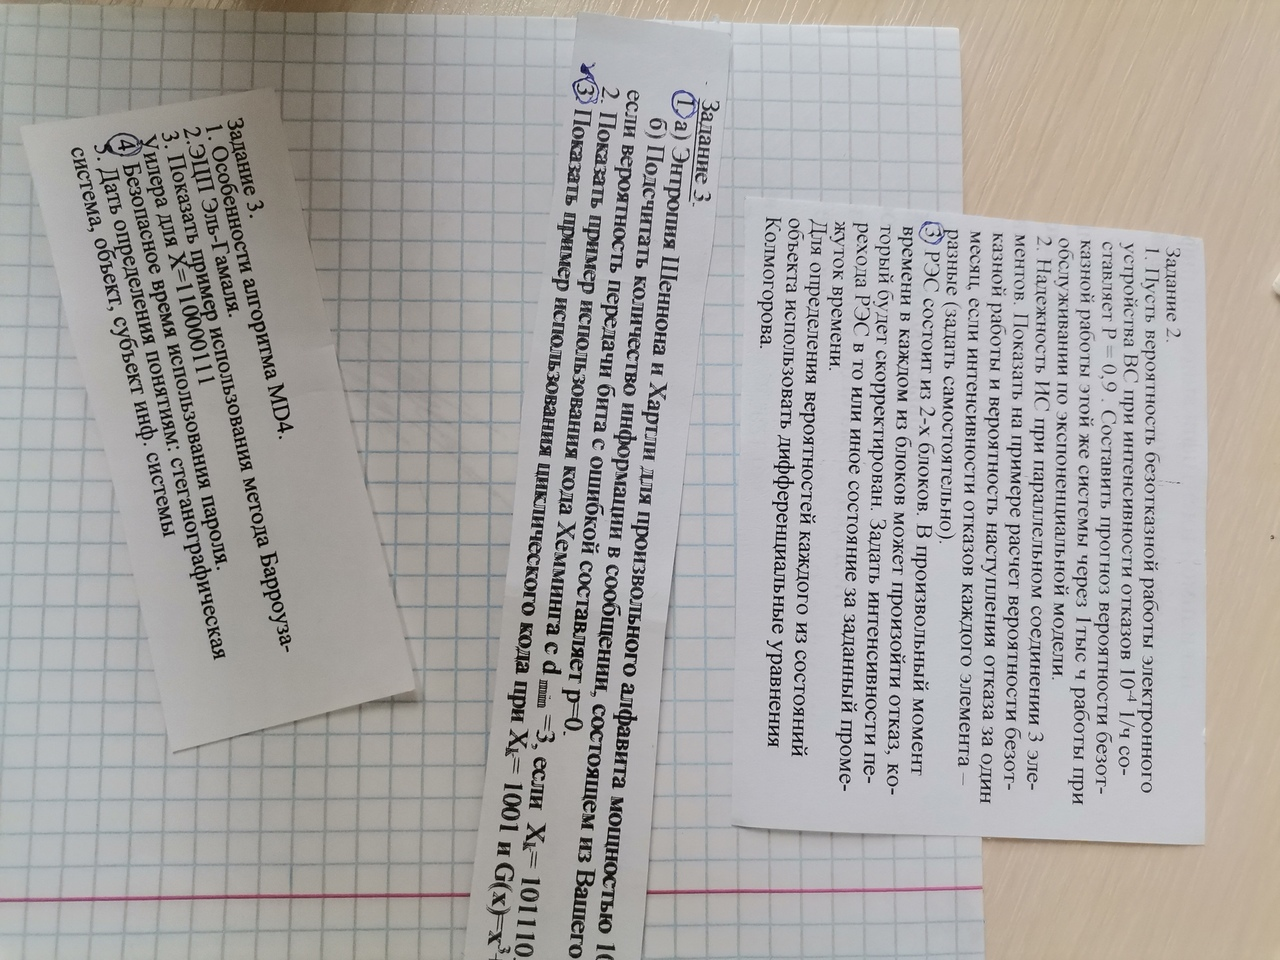 Задание 2.
1. Пусть вероятность безотказной работы электронного
устройства ВС при интенсивности отказов 10⁻⁴ 1/ч со-
ставляет Р = 0,9 . Составить прогноз вероятности безот-
казной работы этой же системы через 1тыс ч работы при
обслуживании по экспоненциальной модели.
2. Надежность ИС при параллельном соединении 3 эле-
ментов. Показать на примере расчет вероятности безот-
казной работы и вероятность наступления отказа за один
месяц, если интенсивности отказов каждого элемента –
разные (задать самостоятельно).
3) РЭС состоит из 2-х блоков. В произвольный момент
времени в каждом из блоков может произойти отказ, ко-
торый будет скорректирован. Задать интенсивности пе-
рехода РЭС в то или иное состояние за заданный проме-
жуток времени.
Для определения вероятностей каждого из состояний
объекта использовать дифференциальные уравнения
Колмогорова.
Задание 3.
1. а) Энтропия Шеннона и Хартли для произвольного алфавита мощностью
б) Подсчитать количество информации в сообщении, состоящем из Вашего
если вероятность передачи бита с ошибкой составляет р=0.
2. Показать пример использования кода Хемминга с d min =3, если Xk= 101110
3. Показать пример использования циклического кода при Xk= 1001 и G(x)=x³
Задание 3.
1. Особенности алгоритма MD4.
2.ЭЦП Эль-Гамаля.
3. Показать пример использования метода Барроуза-
Уилера для X=110000111
4. Безопасное время использования пароля.
5. Дать определения понятиям: стеганографическая
система, объект, субъект инф. системы